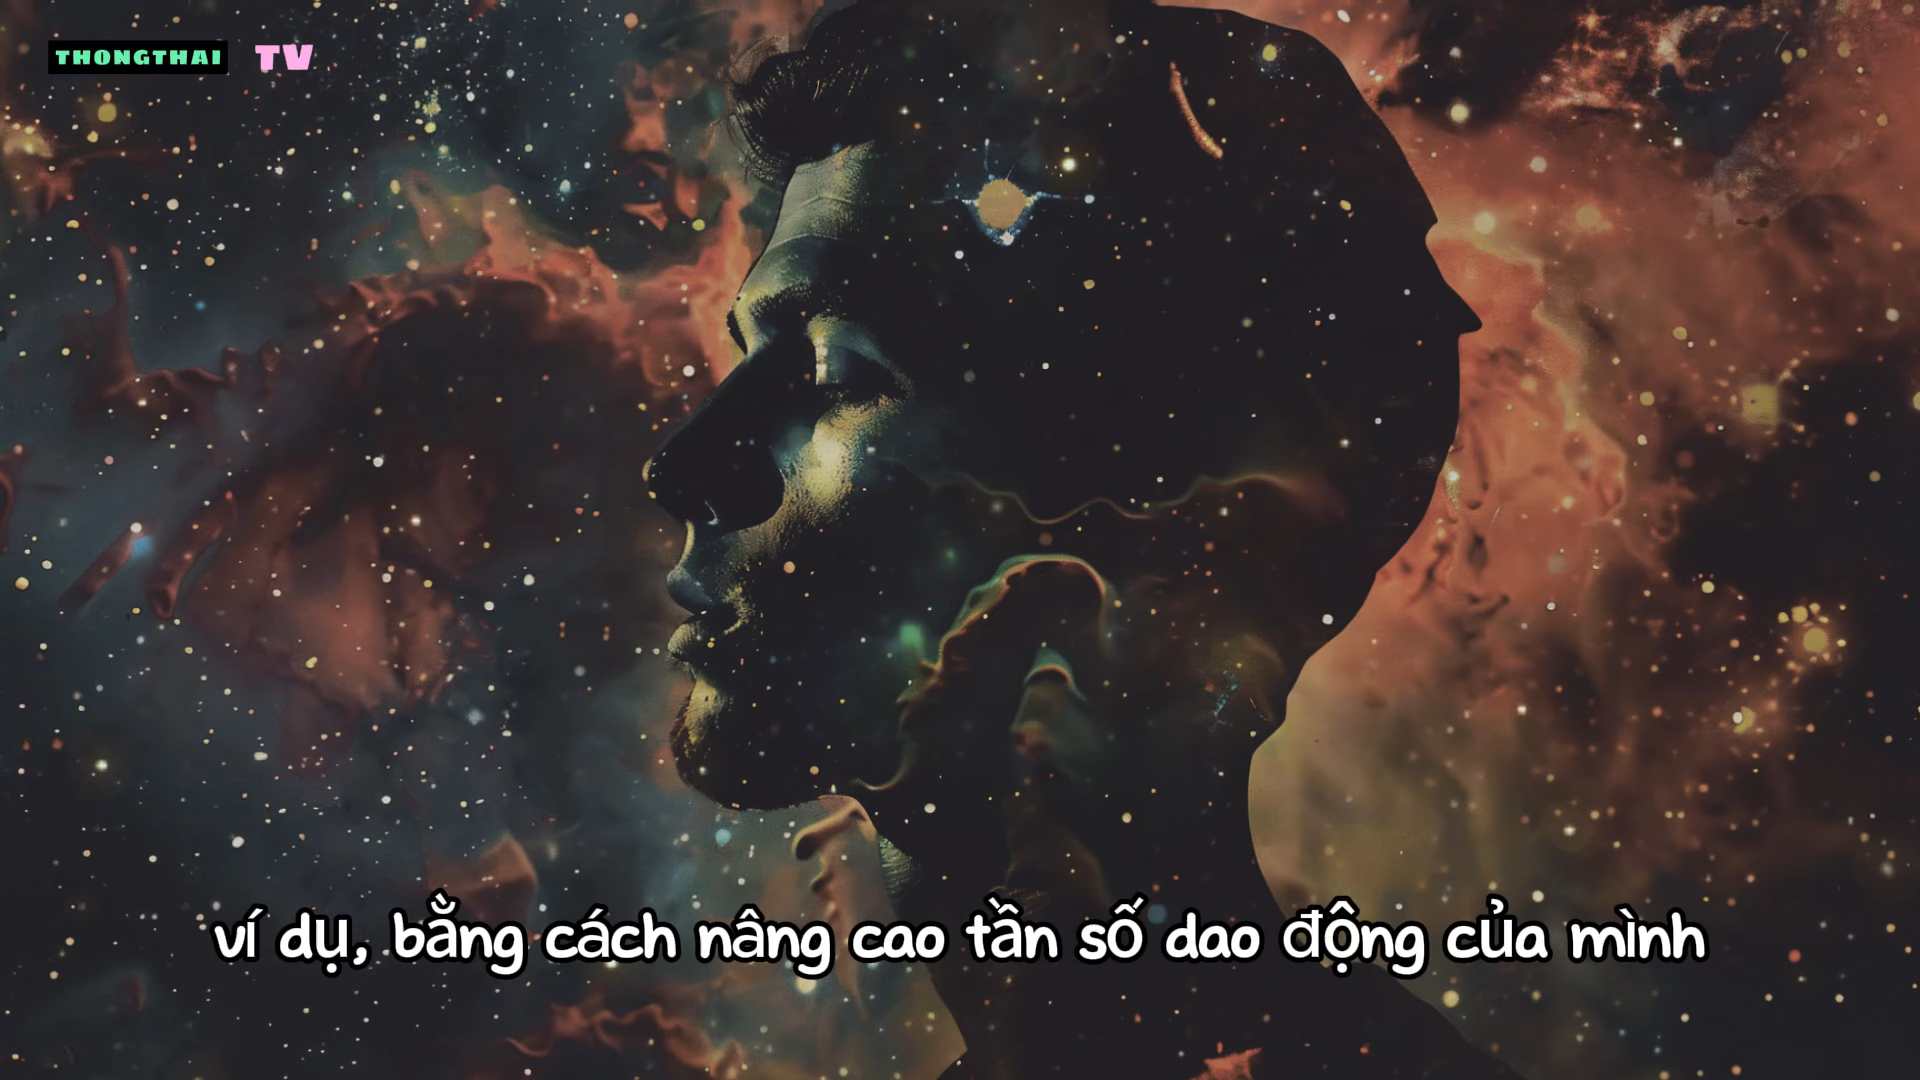 THONGTHAI TV
ví dụ, bằng cách nâng cao tần số dao động của mình